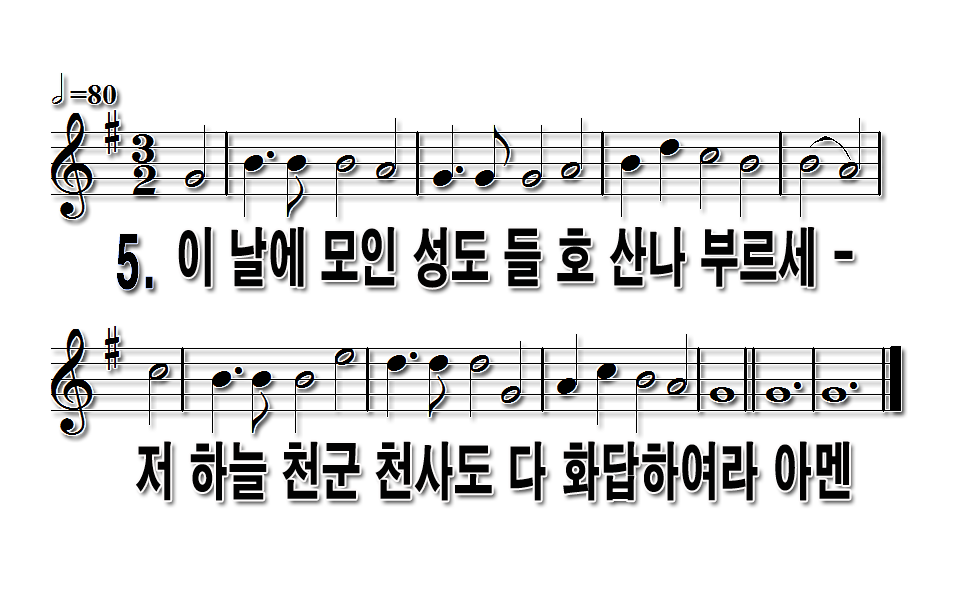 ♩=80
3
2
5. 이 날에 모인 성도 들 호 산나 부르세 -
저 하늘 천군 천사도 다 화답하여라 아멘